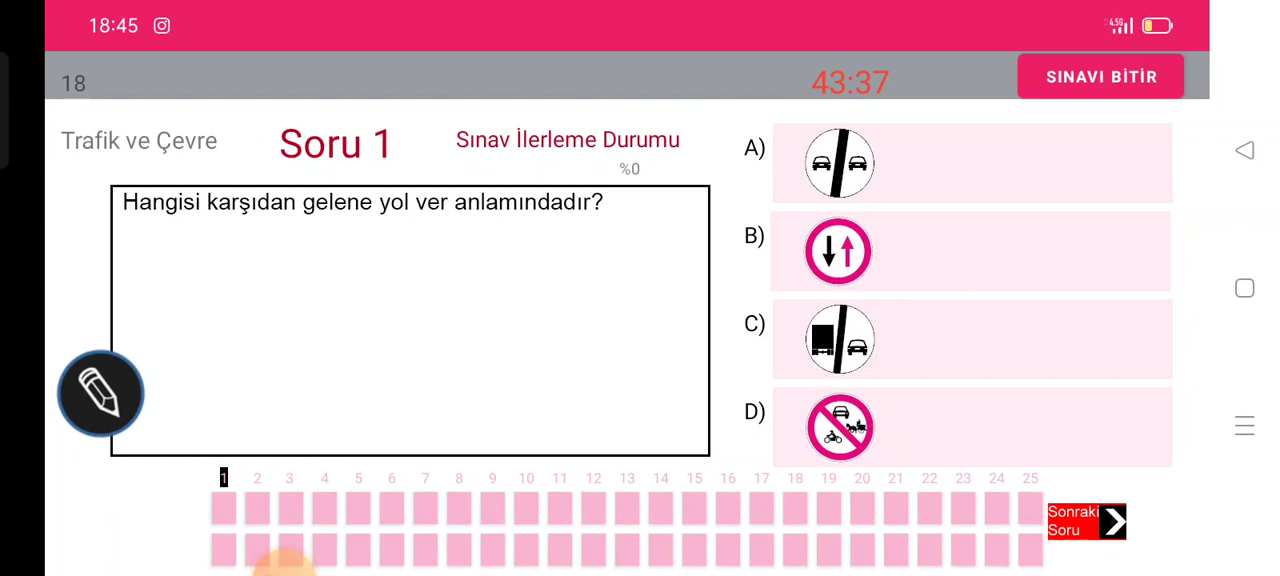 18:45
4.5G
18
43:37
SINAVI BİTİR
Trafik ve Çevre
Soru 1
Sınav İlerleme Durumu
%0
Hangisi karşıdan gelene yol ver anlamındadır?
A)
B)
C)
D)
1 2 3 4 5 6 7 8 9 10 11 12 13 14 15 16 17 18 19 20 21 22 23 24 25
Sonraki
Soru